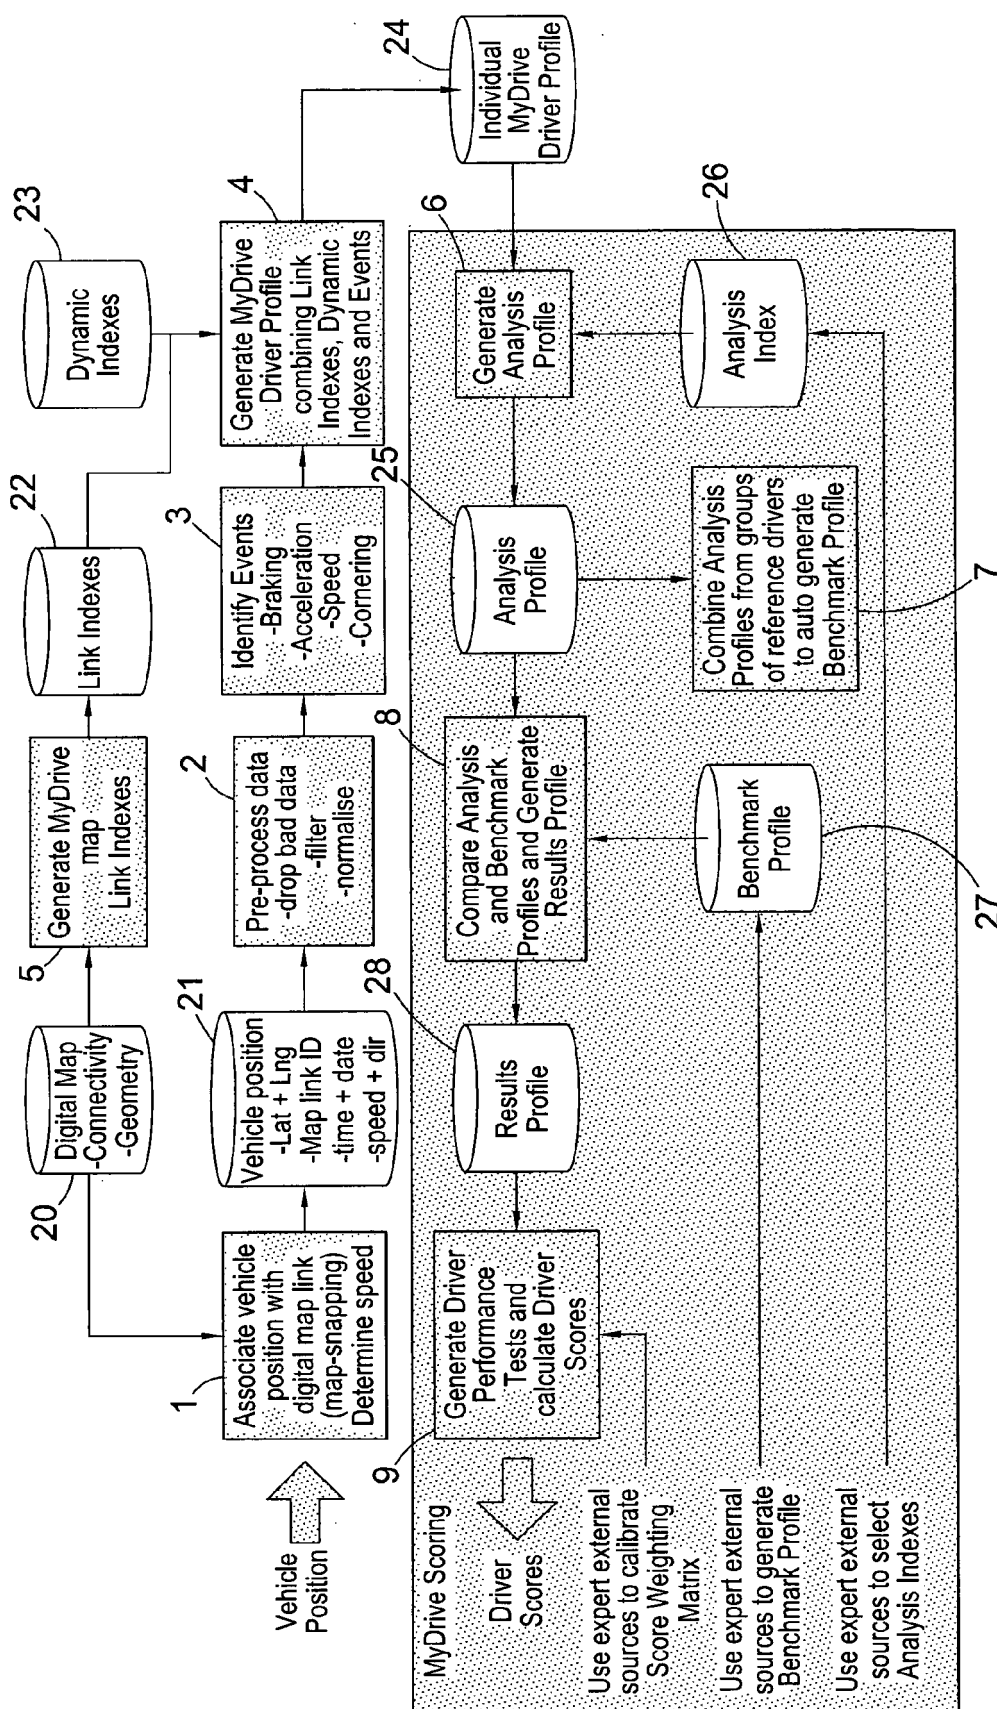 20
Digital Map
-Connectivity
-Geometry
5
Generate MyDrive
map
Link Indexes
22
Link Indexes
23
Dynamic
Indexes
Vehicle
Position
1
Associate vehicle
position with
digital map link
(map-snapping)
Determine speed
21
Vehicle position
-Lat + Lng
-Map link ID
-time + date
-speed + dir
2
Pre-process data
-drop bad data
-filter
-normalise
3
Identify Events
-Braking
-Acceleration
-Speed
-Cornering
4
Generate MyDrive
Driver Profile
combining Link
Indexes, Dynamic
Indexes and Events
24
Individual
MyDrive
Driver Profile
MyDrive Scoring
Driver
Scores
9
Generate Driver
Performance
Tests and
calculate Driver
Scores
28
Results
Profile
8
Compare Analysis
and Benchmark
Profiles and Generate
Results Profile
25
Analysis
Profile
6
Generate
Analysis
Profile
Use expert external
sources to calibrate
Score Weighting
Matrix
Use expert external
sources to generate
Benchmark Profile
Use expert external
sources to select
Analysis Indexes
Benchmark
Profile
27
Combine Analysis
Profiles from groups
of reference drivers
to auto generate
Benchmark Profile
7
26
Analysis
Index